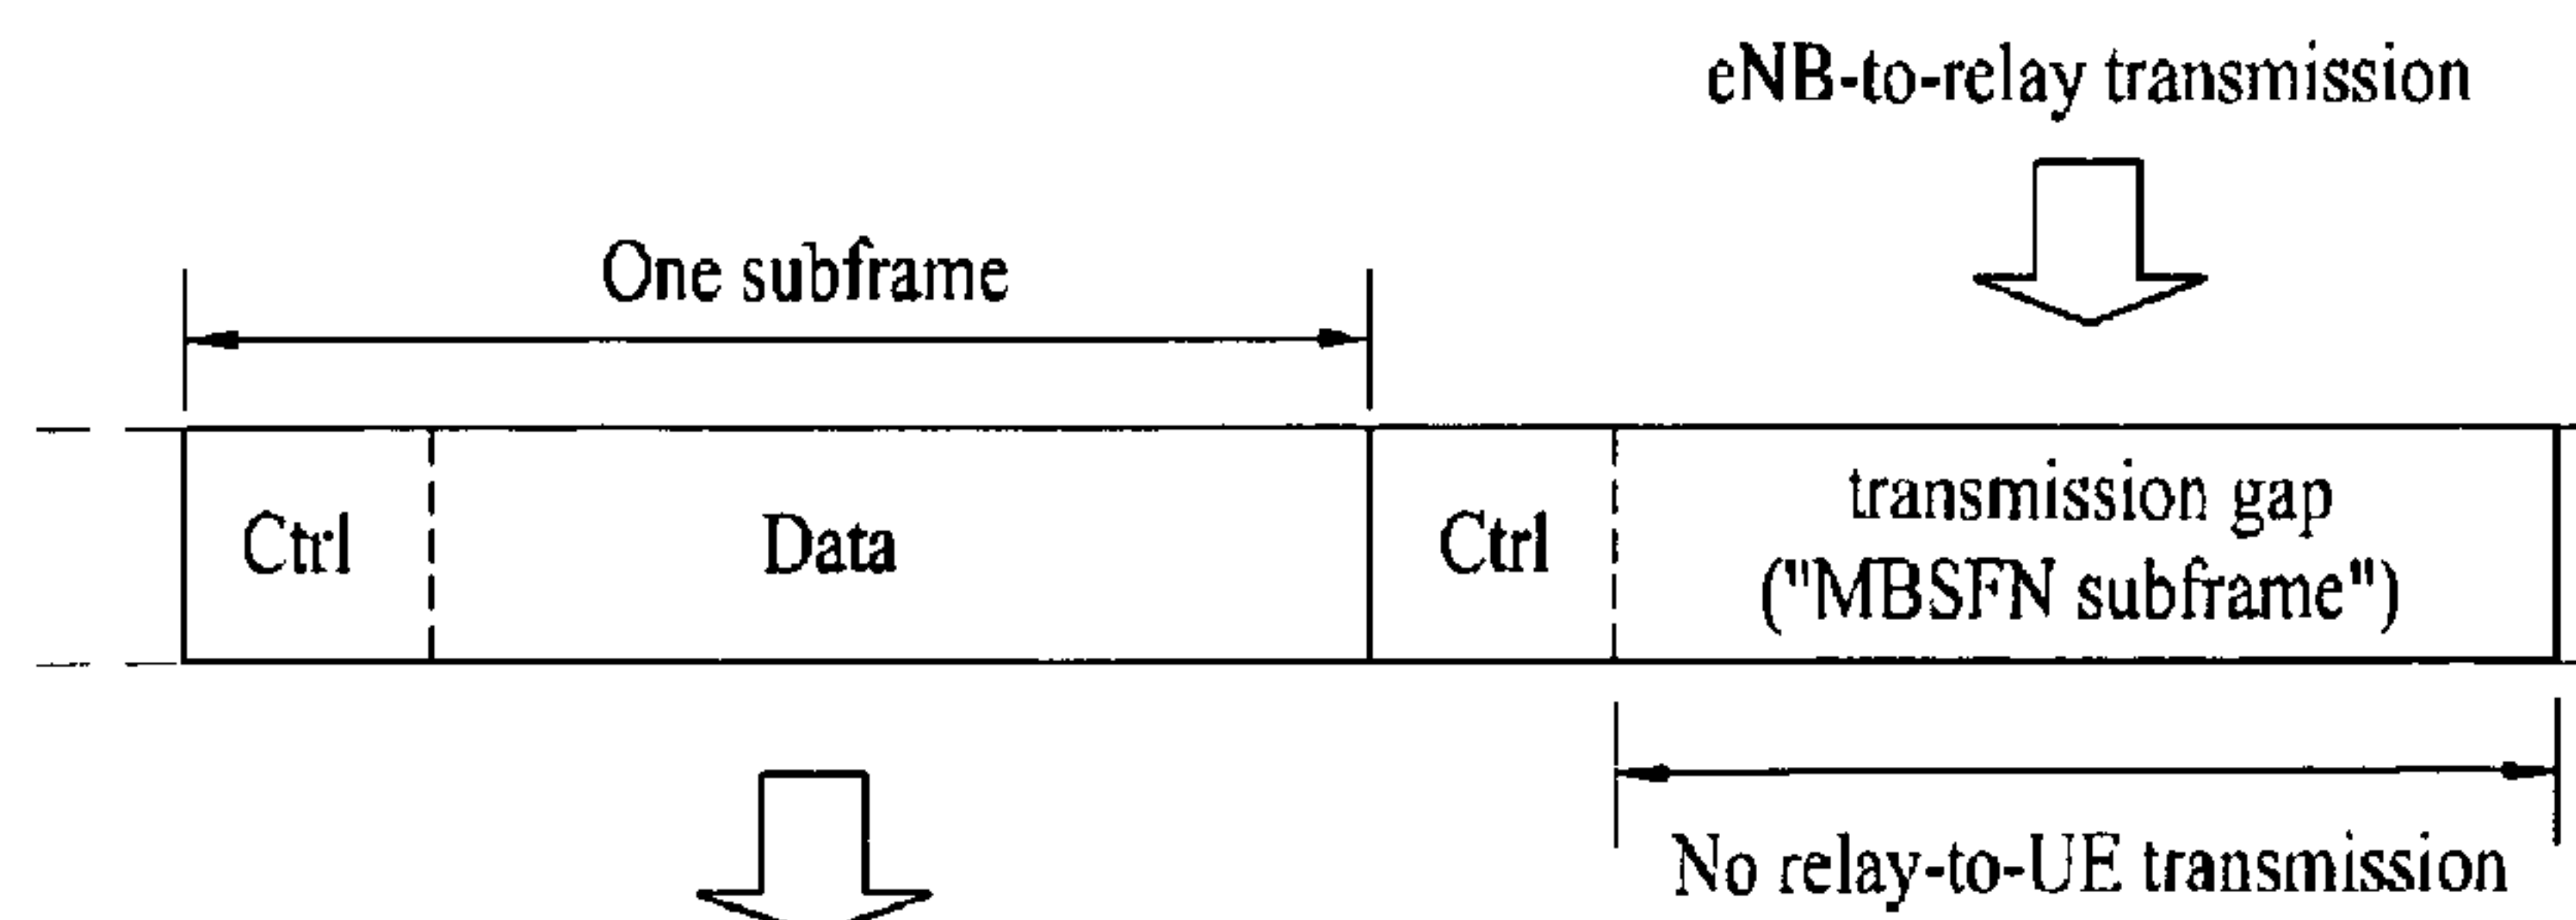 eNB-to-relay transmission
One subframe
Ctrl
Data
Ctrl
transmission gap
("MBSFN subframe")
No relay-to-UE transmission